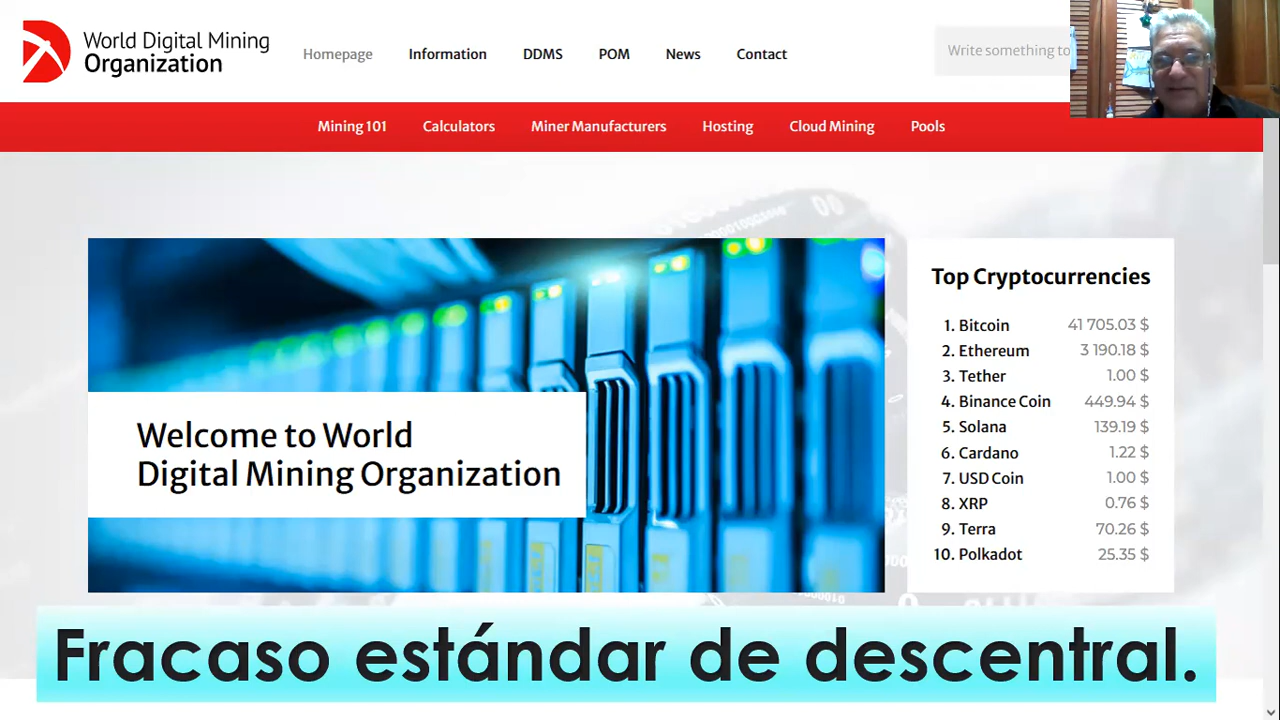 World Digital Mining
Organization
Homepage Information DDMS POM News Contact
Write something to
Mining 101 Calculators Miner Manufacturers Hosting Cloud Mining Pools
Welcome to World
Digital Mining Organization
Top Cryptocurrencies
1. Bitcoin 41 705.03 $
2. Ethereum 3 190.18 $
3. Tether 1.00 $
4. Binance Coin 449.94 $
5. Solana 139.19 $
6. Cardano 1.22 $
7. USD Coin 1.00 $
8. XRP 0.76 $
9. Terra 70.26 $
10. Polkadot 25.35 $
Fracaso estándar de descentral.